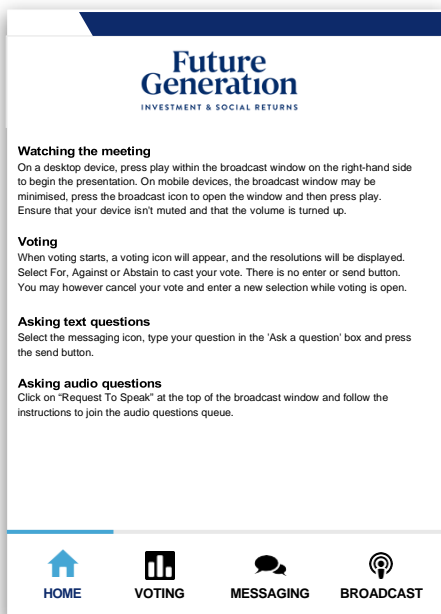 Future
Generation
INVESTMENT & SOCIAL RETURNS
Watching the meeting
On a desktop device, press play within the broadcast window on the right-hand side
to begin the presentation. On mobile devices, the broadcast window may be
minimised, press the broadcast icon to open the window and then press play.
Ensure that your device isn't muted and that the volume is turned up.
Voting
When voting starts, a voting icon will appear, and the resolutions will be displayed.
Select For, Against or Abstain to cast your vote. There is no enter or send button.
You may however cancel your vote and enter a new selection while voting is open.
Asking text questions
Select the messaging icon, type your question in the 'Ask a question' box and press
the send button.
Asking audio questions
Click on “Request To Speak” at the top of the broadcast window and follow the
instructions to join the audio questions queue.
HOME VOTING MESSAGING BROADCAST